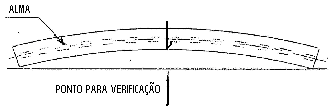 ALMA
PONTO PARA VERIFICAÇÃO